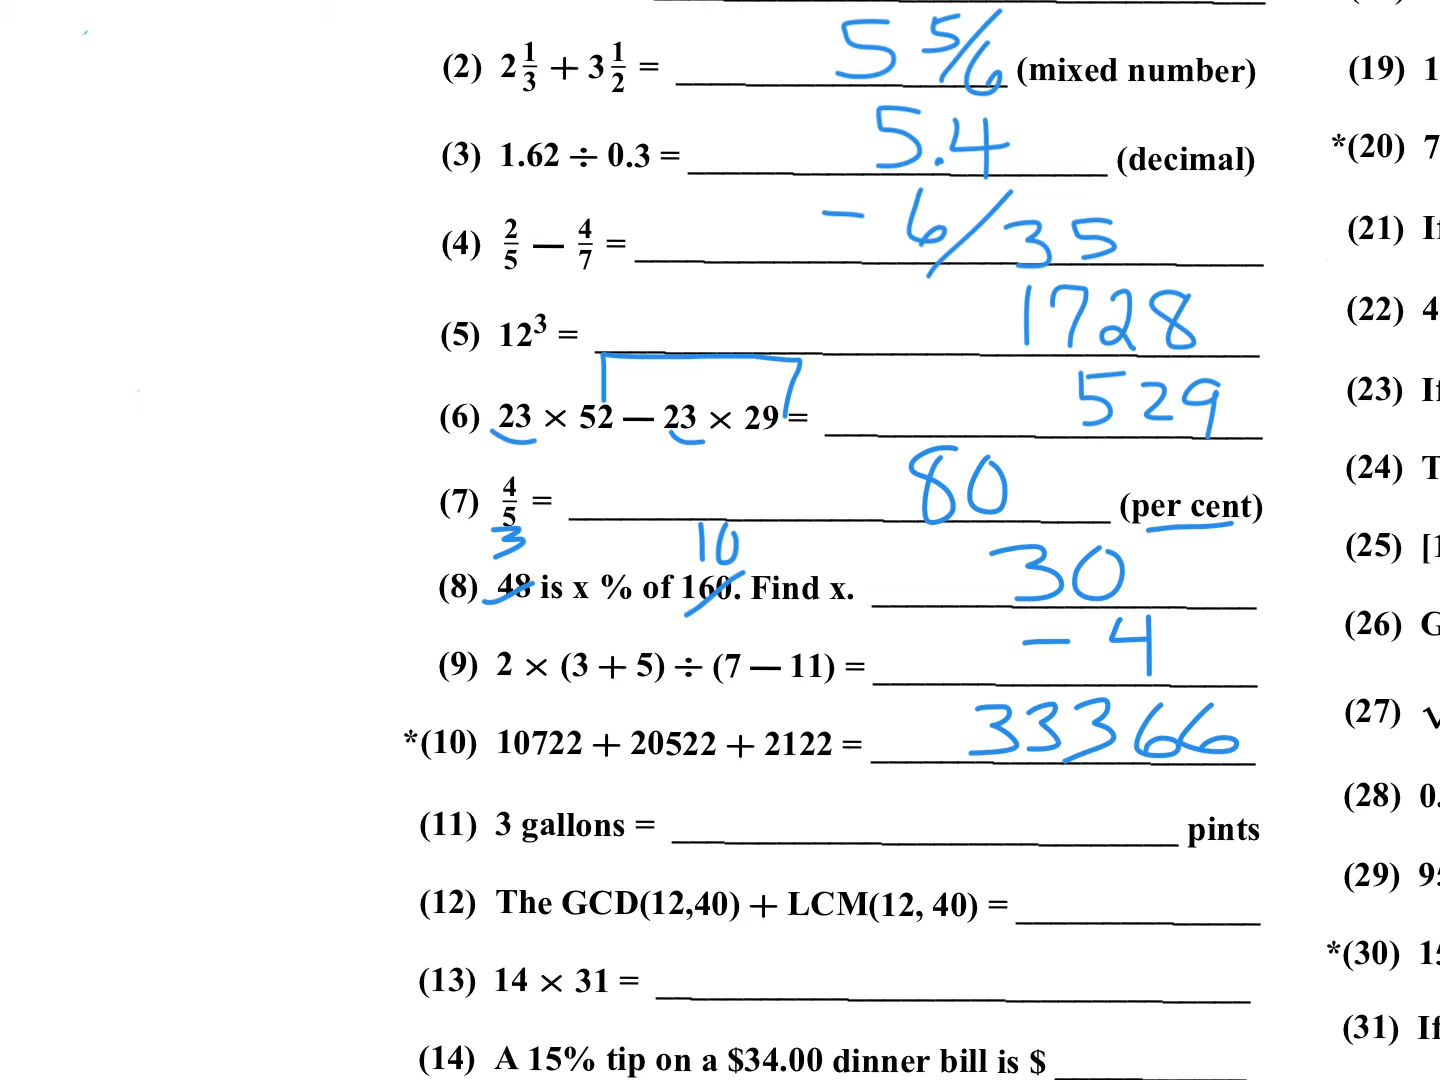 (2) 2 1/3 + 3 1/2 = 5 5/6 (mixed number)
(3) 1.62 ÷ 0.3 = 5.4 (decimal)
(4) 2/5 — 4/7 = - 6/35
(5) 12³ = 1728
(6) 23 × 52 — 23 × 29 = 529
(7) 4/5 = 80 (per cent)
3 10
(8) 48 is x % of 160. Find x. 30
(9) 2 × (3 + 5) ÷ (7 — 11) = - 4
*(10) 10722 + 20522 + 2122 = 33366
(11) 3 gallons = pints
(12) The GCD(12,40) + LCM(12, 40) =
(13) 14 × 31 =
(14) A 15% tip on a $34.00 dinner bill is $
(19) 1
*(20) 7
(21) If
(22) 4
(23) If
(24) T
(25) [1
(26) G
(27) √
(28) 0.
(29) 95
*(30) 15
(31) If